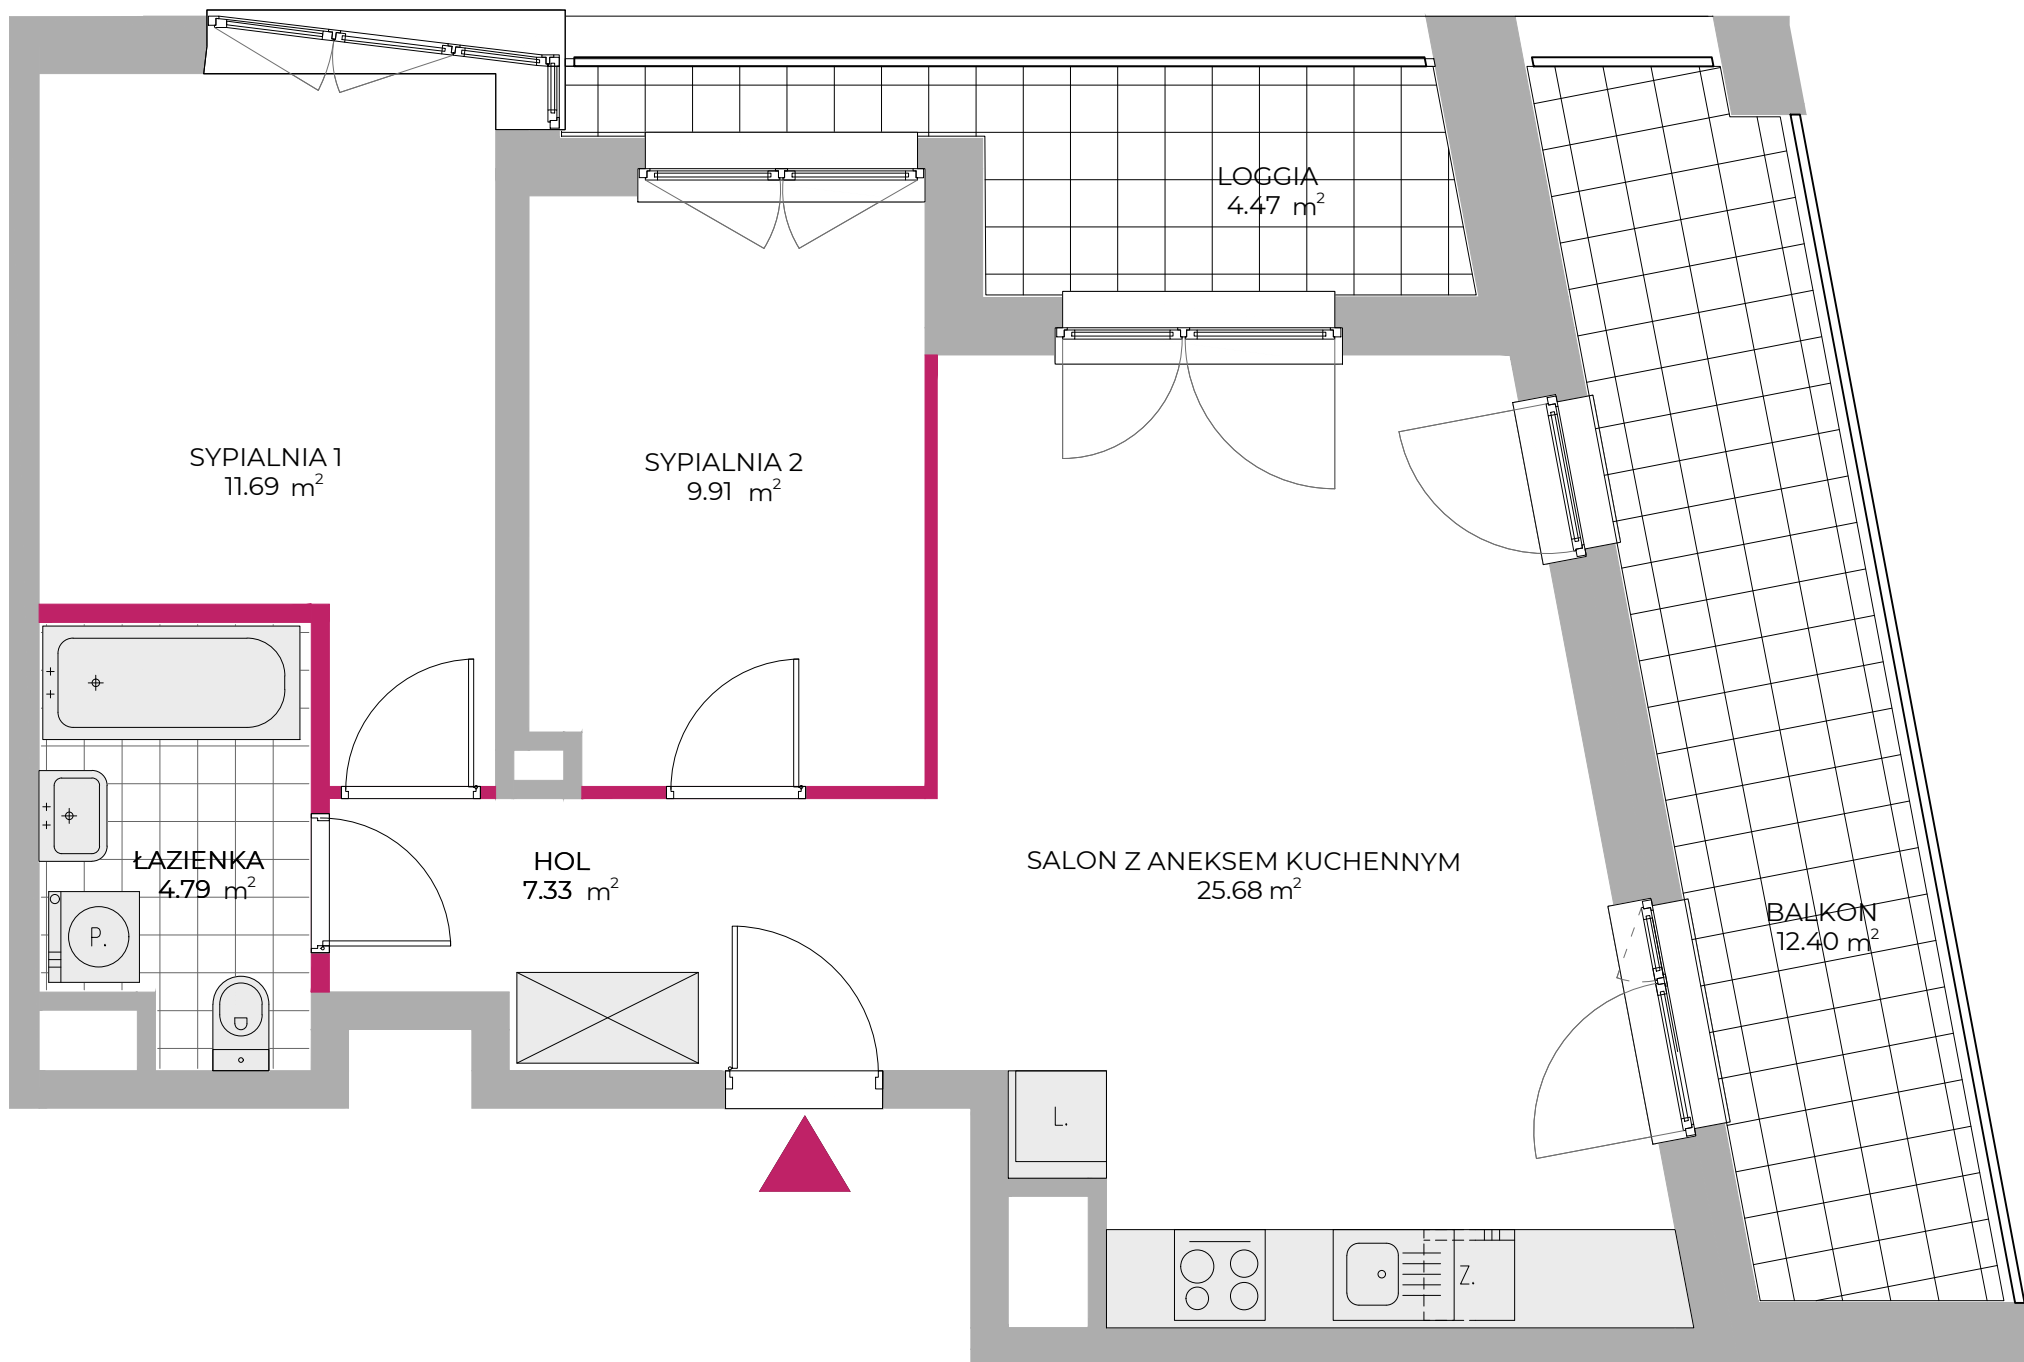 LOGGIA
4.47 m²
SYPIALNIA 1
11.69 m²
SYPIALNIA 2
9.91 m²
ŁAZIENKA
4.79 m²
HOL
7.33 m²
SALON Z ANEKSEM KUCHENNYM
25.68 m²
BALKON
12.40 m²
P.
L.
Z.